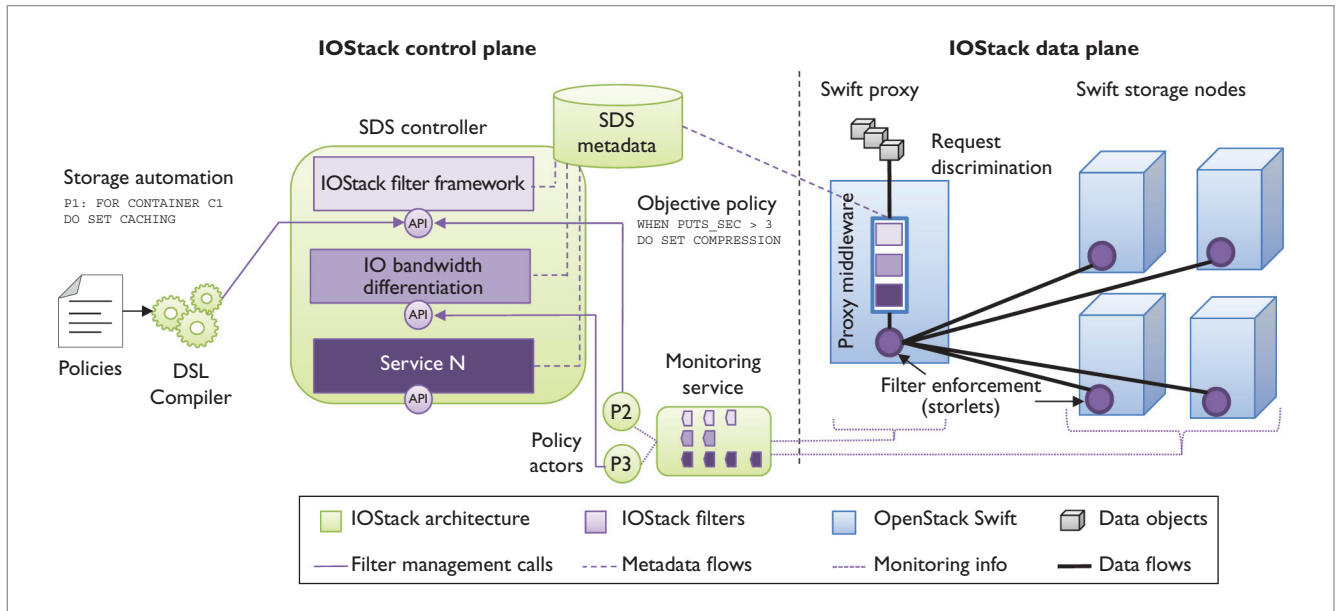 IOStack control plane
IOStack data plane
SDS controller
SDS
metadata
Swift proxy
Swift storage nodes
Request
discrimination
Storage automation
P1: FOR CONTAINER C1
DO SET CACHING
IOStack filter framework
API
Objective policy
WHEN PUTS_SEC > 3
DO SET COMPRESSION
IO bandwidth
differentiation
API
Proxy middleware
Policies
DSL
Compiler
Service N
API
Monitoring
service
Filter enforcement
(storlets)
Policy
actors
P2
P3
IOStack architecture
IOStack filters
OpenStack Swift
Data objects
Filter management calls
Metadata flows
Monitoring info
Data flows